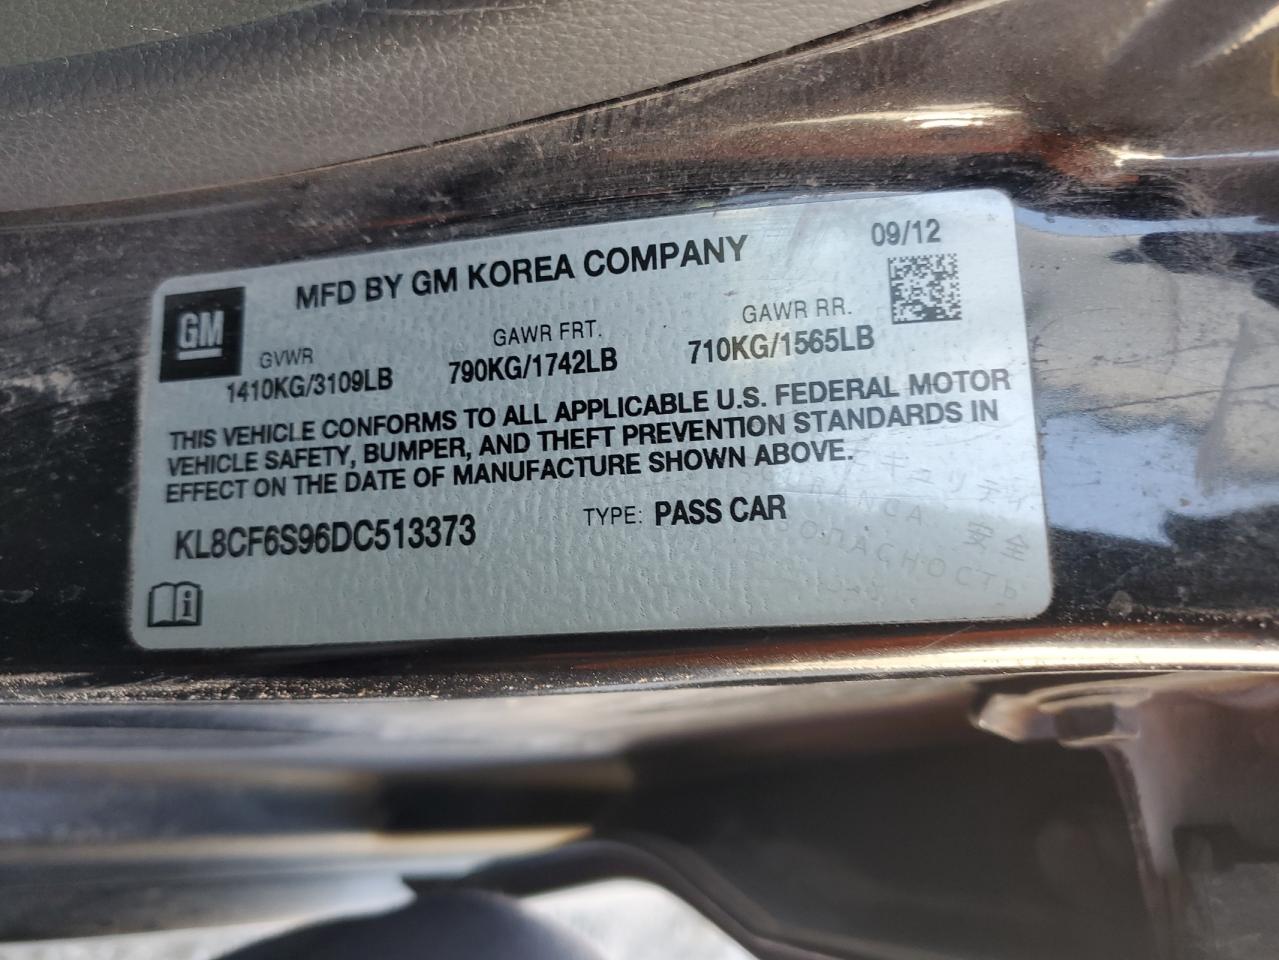 09/12
MFD BY GM KOREA COMPANY
GM
GVWR GAWR FRT. GAWR RR.
1410KG/3109LB 790KG/1742LB 710KG/1565LB
THIS VEHICLE CONFORMS TO ALL APPLICABLE U.S. FEDERAL MOTOR
VEHICLE SAFETY, BUMPER, AND THEFT PREVENTION STANDARDS IN
EFFECT ON THE DATE OF MANUFACTURE SHOWN ABOVE.
KL8CF6S96DC513373 TYPE: PASS CAR
安全